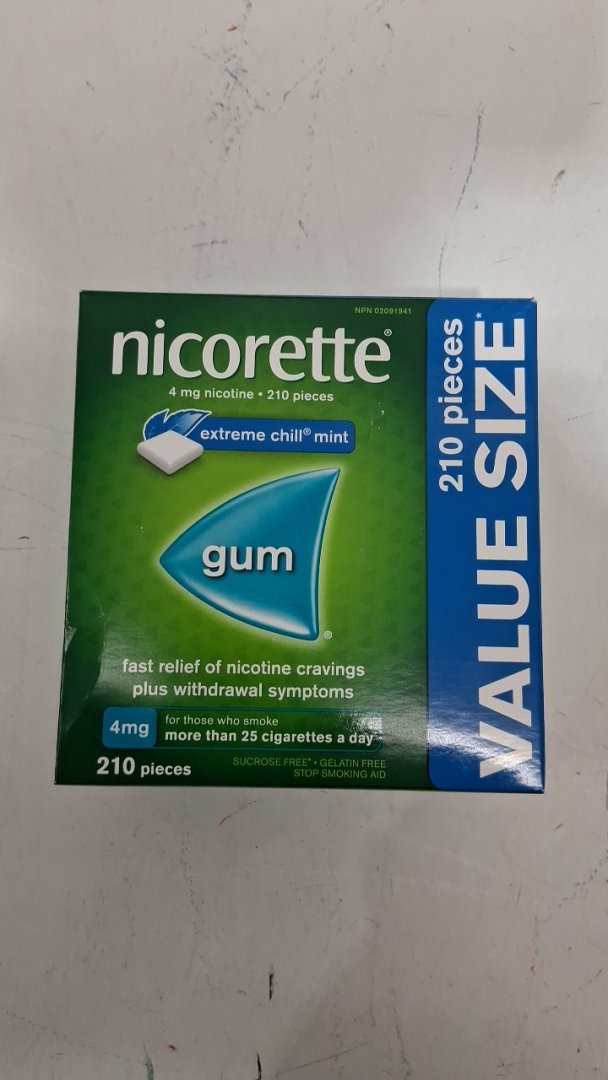 NPN 02091941
nicorette®
4 mg nicotine • 210 pieces
extreme chill® mint
gum
®
fast relief of nicotine cravings
plus withdrawal symptoms
4mg
for those who smoke
more than 25 cigarettes a day
210 pieces
SUCROSE FREE* • GELATIN FREE
STOP SMOKING AID
210 pieces
VALUE SIZE*